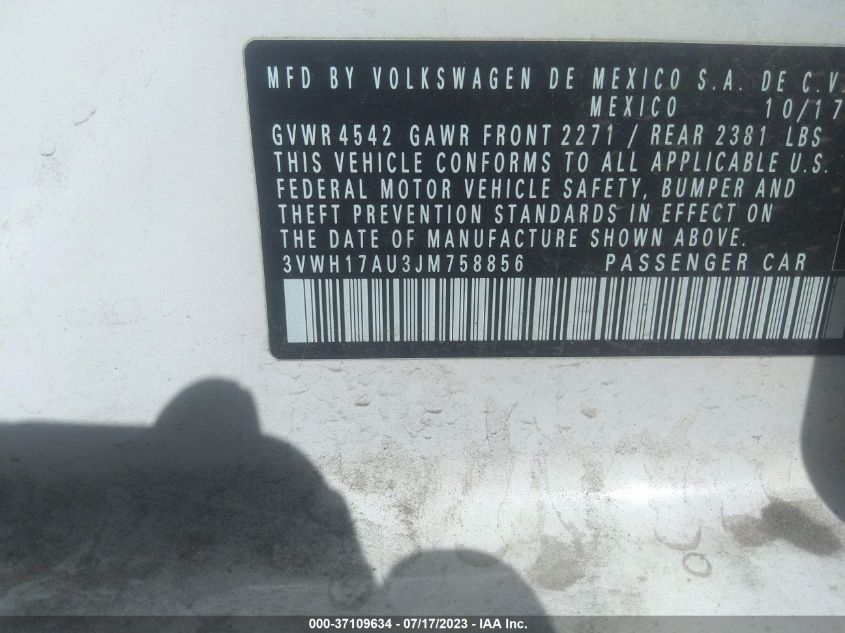 MFD BY VOLKSWAGEN DE MEXICO S.A. DE C.V.
MEXICO 10/17
GVWR 4542 GAWR FRONT 2271 / REAR 2381 LBS
THIS VEHICLE CONFORMS TO ALL APPLICABLE U.S.
FEDERAL MOTOR VEHICLE SAFETY, BUMPER AND
THEFT PREVENTION STANDARDS IN EFFECT ON
THE DATE OF MANUFACTURE SHOWN ABOVE.
3VWH17AU3JM758856 PASSENGER CAR
000-37109634 - 07/17/2023 - IAA Inc.